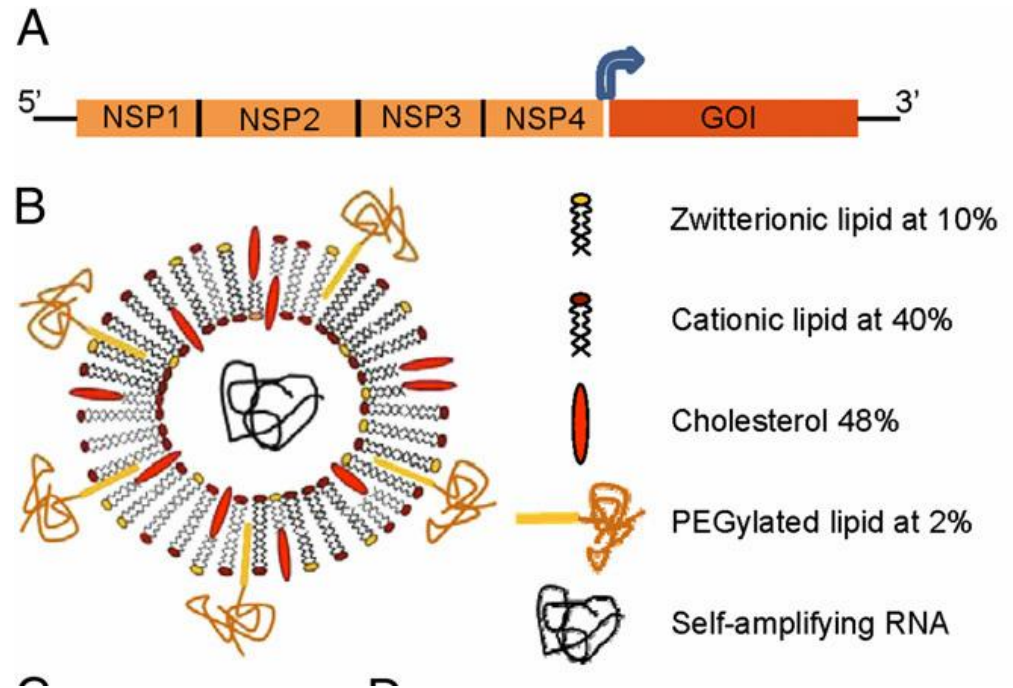 A
5’ NSP1 NSP2 NSP3 NSP4 GOI 3’
B
Zwitterionic lipid at 10%
Cationic lipid at 40%
Cholesterol 48%
PEGylated lipid at 2%
Self-amplifying RNA